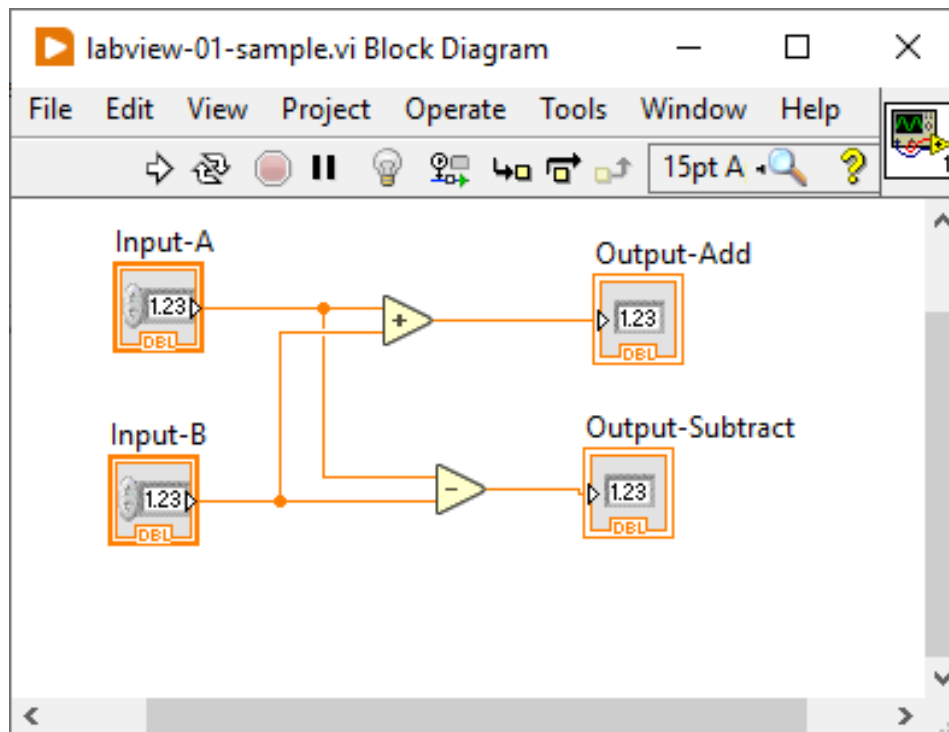 labview-01-sample.vi Block Diagram
File Edit View Project Operate Tools Window Help
15pt A
1
Input-A
1.23
DBL
Output-Add
1.23
DBL
Input-B
1.23
DBL
Output-Subtract
1.23
DBL